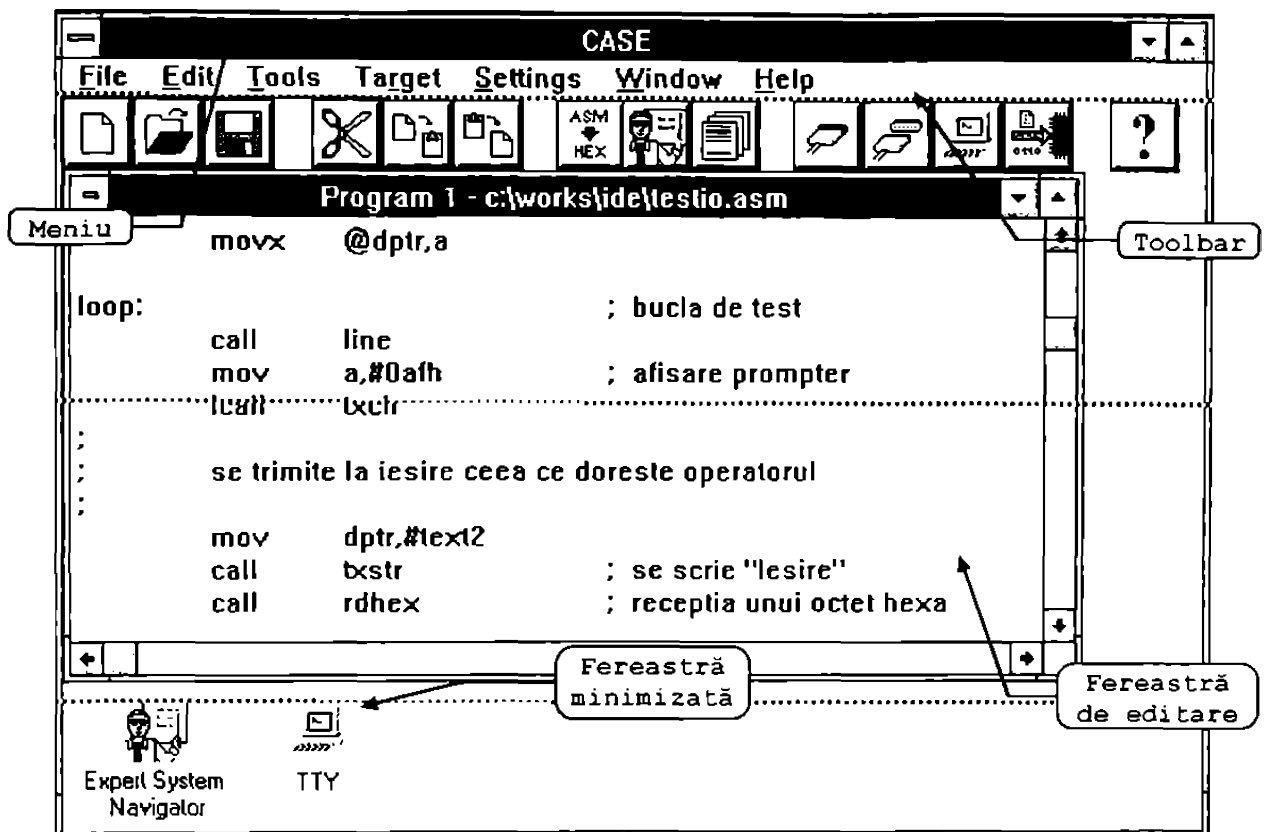 CASE
File Edit Tools Target Settings Window Help
ASM
HEX
Program 1 - c:\works\ide\testio.asm
Meniu
Toolbar
movx @dptr,a
loop: ; bucla de test
call line
mov a,#0afh ; afisare prompter
lcall txchr
;
; se trimite la iesire ceea ce doreste operatorul
;
mov dptr,#text2
call txstr ; se scrie "Iesire"
call rdhex ; receptia unui octet hexa
Fereastră
minimizată
Fereastră
de editare
Expert System
Navigator
TTY